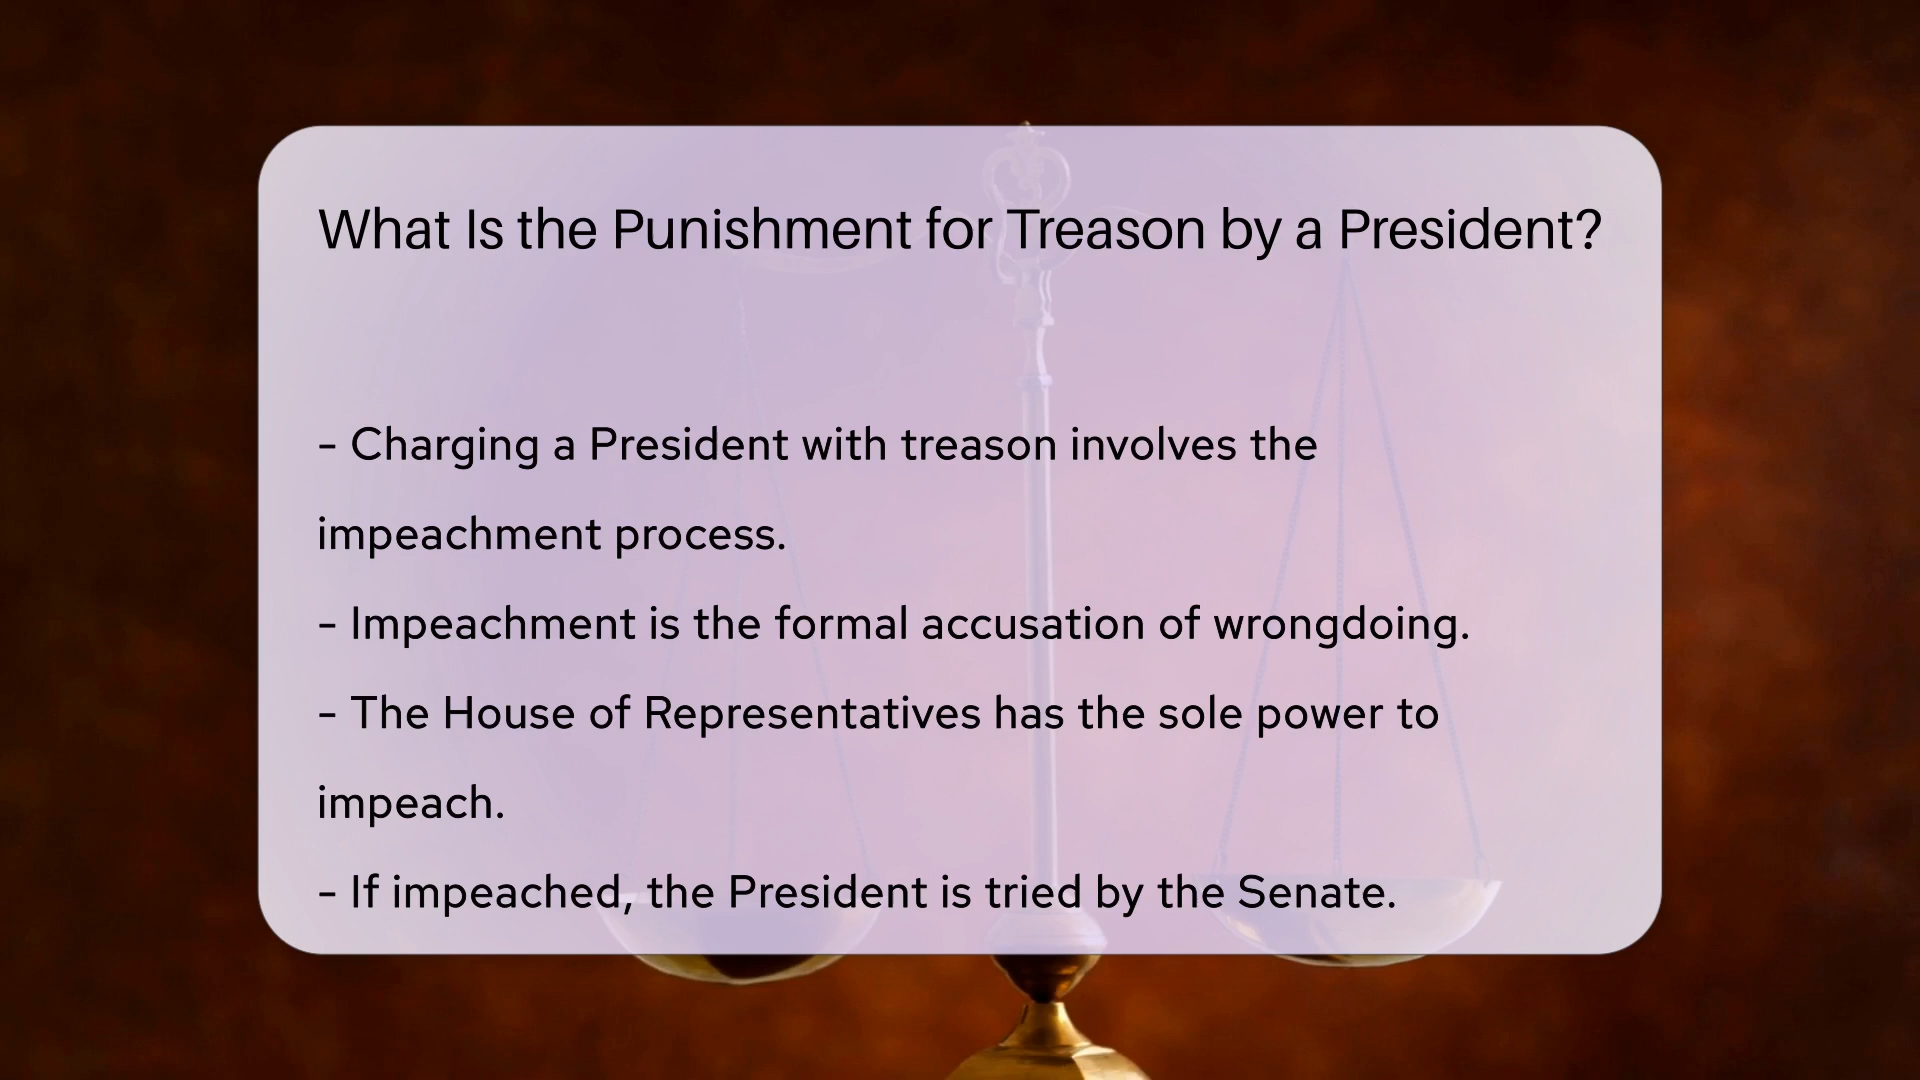 What Is the Punishment for Treason by a President?
- Charging a President with treason involves the
impeachment process.
- Impeachment is the formal accusation of wrongdoing.
- The House of Representatives has the sole power to
impeach.
- If impeached, the President is tried by the Senate.